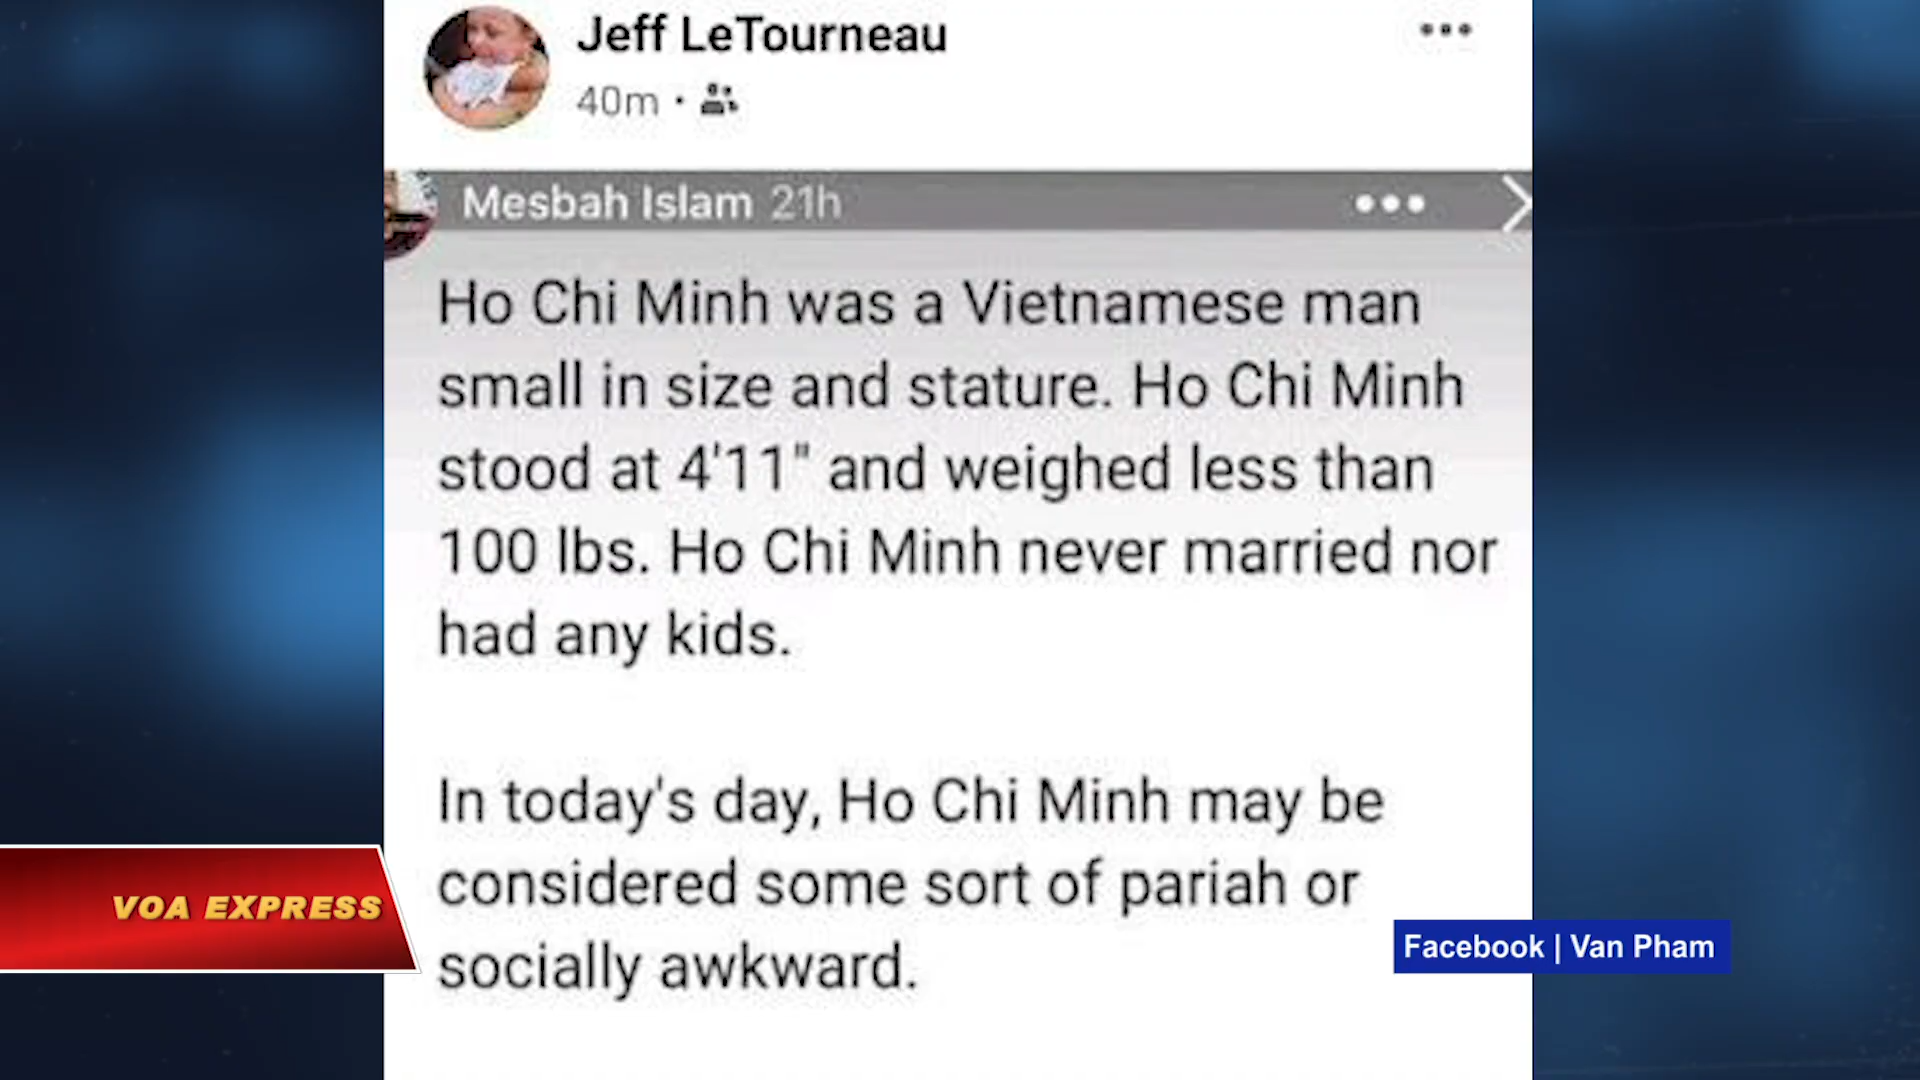 Jeff LeTourneau
40m ·
Mesbah Islam 21h
Ho Chi Minh was a Vietnamese man
small in size and stature. Ho Chi Minh
stood at 4'11" and weighed less than
100 lbs. Ho Chi Minh never married nor
had any kids.
In today's day, Ho Chi Minh may be
considered some sort of pariah or
socially awkward.
VOA EXPRESS
Facebook | Van Pham